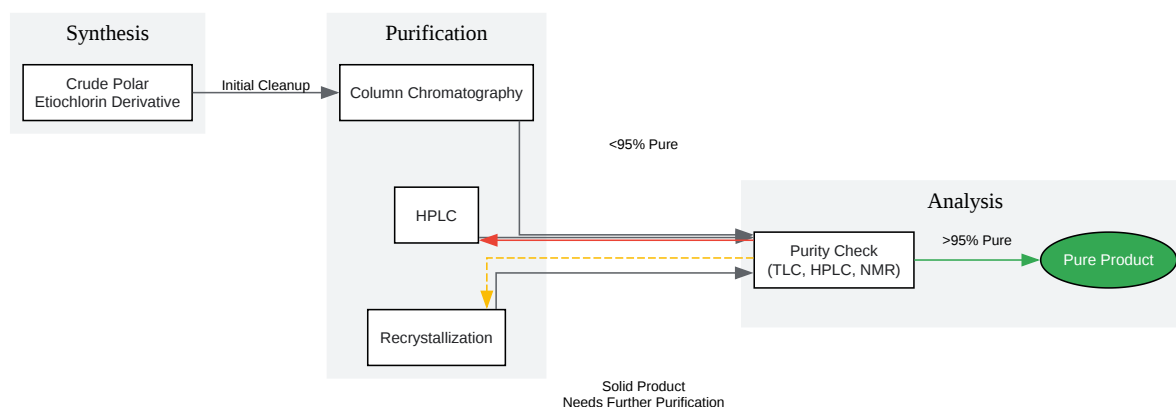 Synthesis
Crude Polar
Etiochlorin Derivative
Initial Cleanup
Purification
Column Chromatography
<95% Pure
HPLC
Recrystallization
Solid Product
Needs Further Purification
Analysis
Purity Check
(TLC, HPLC, NMR)
>95% Pure
Pure Product